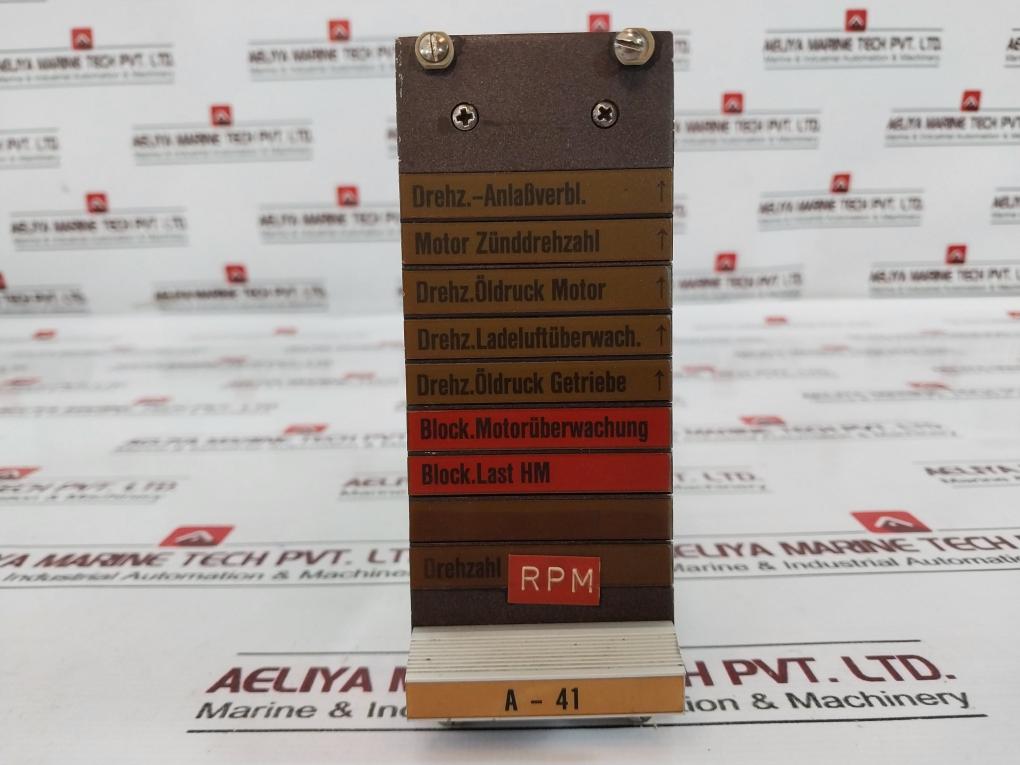 Drehz.-Anlaßverbl. ↑
Motor Zünddrehzahl ↑
Drehz.Öldruck Motor ↑
Drehz.Ladeluftüberwach. ↑
Drehz.Öldruck Getriebe ↑
Block.Motorüberwachung
Block.Last HM
Drehzahl RPM
A - 41
AELIYA MARINE TECH PVT. LTD.
Marine & Industrial Automation & Machinery